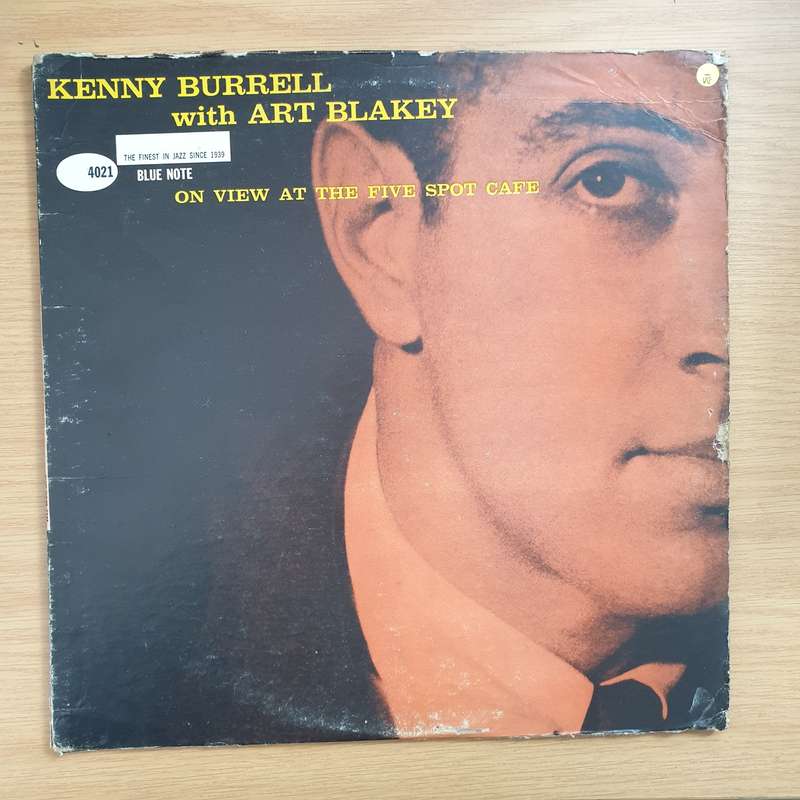 KENNY BURRELL
with ART BLAKEY
THE FINEST IN JAZZ SINCE 1939
4021
BLUE NOTE
ON VIEW AT THE FIVE SPOT CAFE